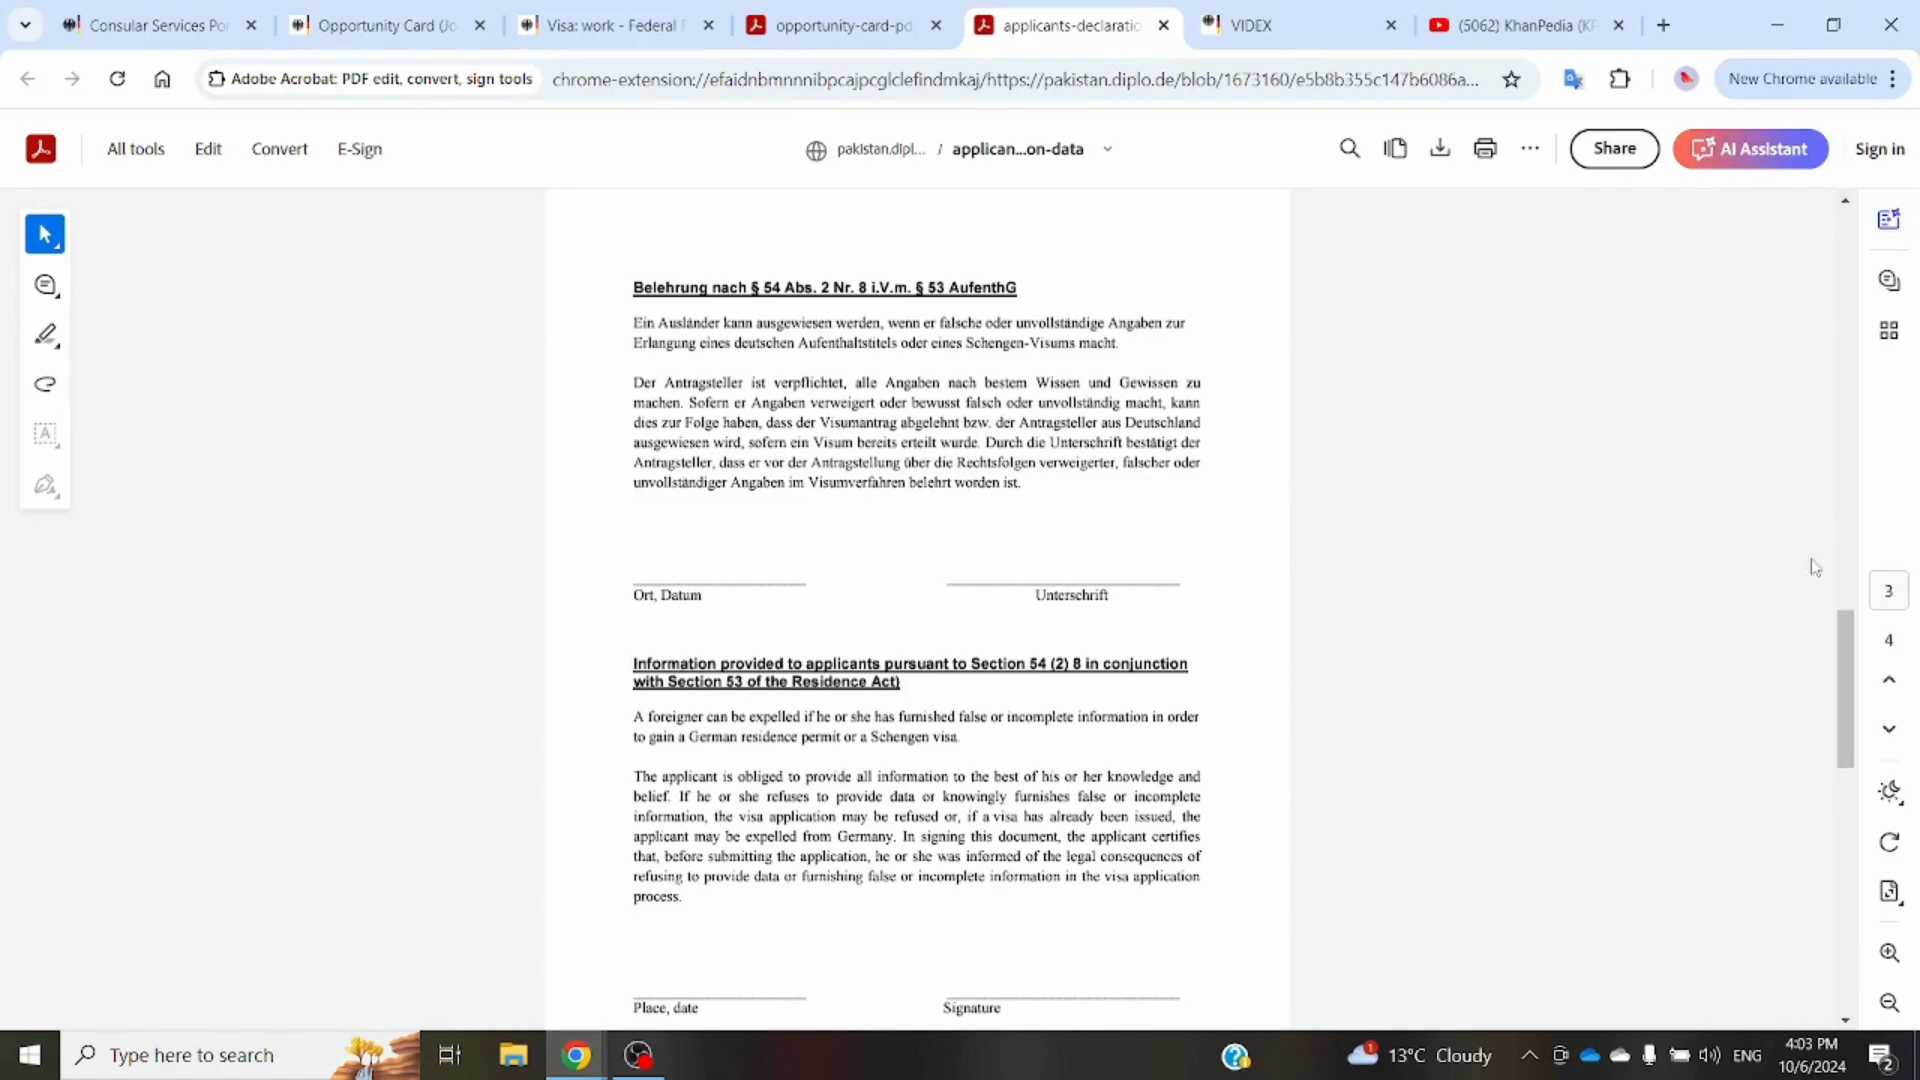 Consular Services Po
Opportunity Card (Jo
Visa: work - Federal F
opportunity-card-pd
applicants-declaratio
VIDEX
(5062) KhanPedia (KP
Adobe Acrobat: PDF edit, convert, sign tools
chrome-extension://efaidnbmnnnibpcajpcglclefindmkaj/https://pakistan.diplo.de/blob/1673160/e5b8b355c147b6086a...
New Chrome available
All tools
Edit
Convert
E-Sign
pakistan.dipl... / applican...on-data
Share
AI Assistant
Sign in
Belehrung nach § 54 Abs. 2 Nr. 8 i.V.m. § 53 AufenthG
Ein Ausländer kann ausgewiesen werden, wenn er falsche oder unvollständige Angaben zur
Erlangung eines deutschen Aufenthaltstitels oder eines Schengen-Visums macht.
Der Antragsteller ist verpflichtet, alle Angaben nach bestem Wissen und Gewissen zu
machen. Sofern er Angaben verweigert oder bewusst falsch oder unvollständig macht, kann
dies zur Folge haben, dass der Visumantrag abgelehnt bzw. der Antragsteller aus Deutschland
ausgewiesen wird, sofern ein Visum bereits erteilt wurde. Durch die Unterschrift bestätigt der
Antragsteller, dass er vor der Antragstellung über die Rechtsfolgen verweigerter, falscher oder
unvollständiger Angaben im Visumverfahren belehrt worden ist.
Ort, Datum
Unterschrift
Information provided to applicants pursuant to Section 54 (2) 8 in conjunction
with Section 53 of the Residence Act)
A foreigner can be expelled if he or she has furnished false or incomplete information in order
to gain a German residence permit or a Schengen visa.
The applicant is obliged to provide all information to the best of his or her knowledge and
belief. If he or she refuses to provide data or knowingly furnishes false or incomplete
information, the visa application may be refused or, if a visa has already been issued, the
applicant may be expelled from Germany. In signing this document, the applicant certifies
that, before submitting the application, he or she was informed of the legal consequences of
refusing to provide data or furnishing false or incomplete information in the visa application
process.
Place, date
Signature
3
4
Type here to search
1
13°C Cloudy
ENG
4:03 PM
10/6/2024
2